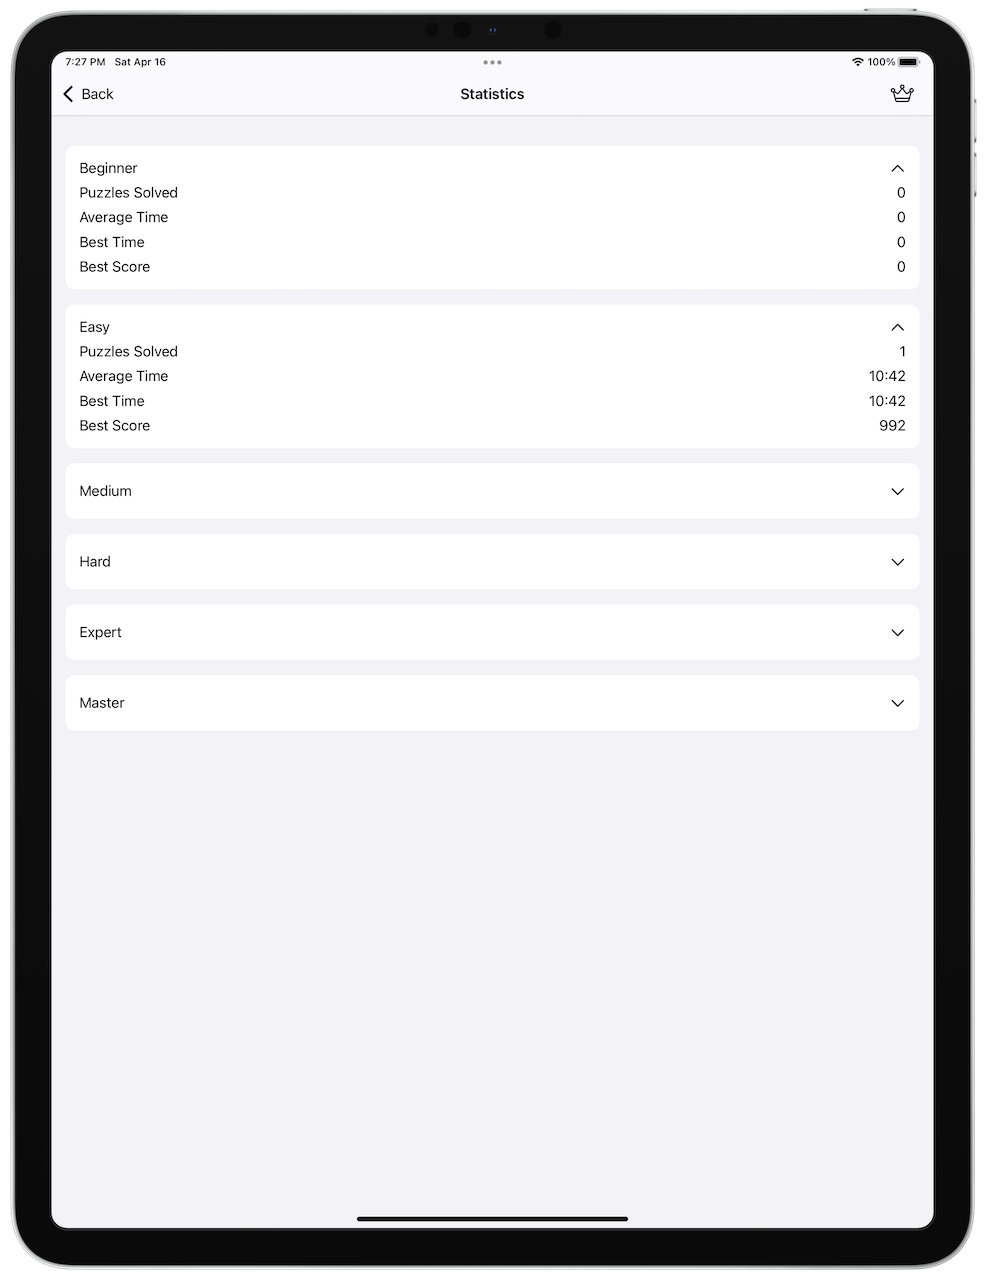 7:27 PM Sat Apr 16 100%
Back Statistics
Beginner
Puzzles Solved 0
Average Time 0
Best Time 0
Best Score 0
Easy
Puzzles Solved 1
Average Time 10:42
Best Time 10:42
Best Score 992
Medium
Hard
Expert
Master